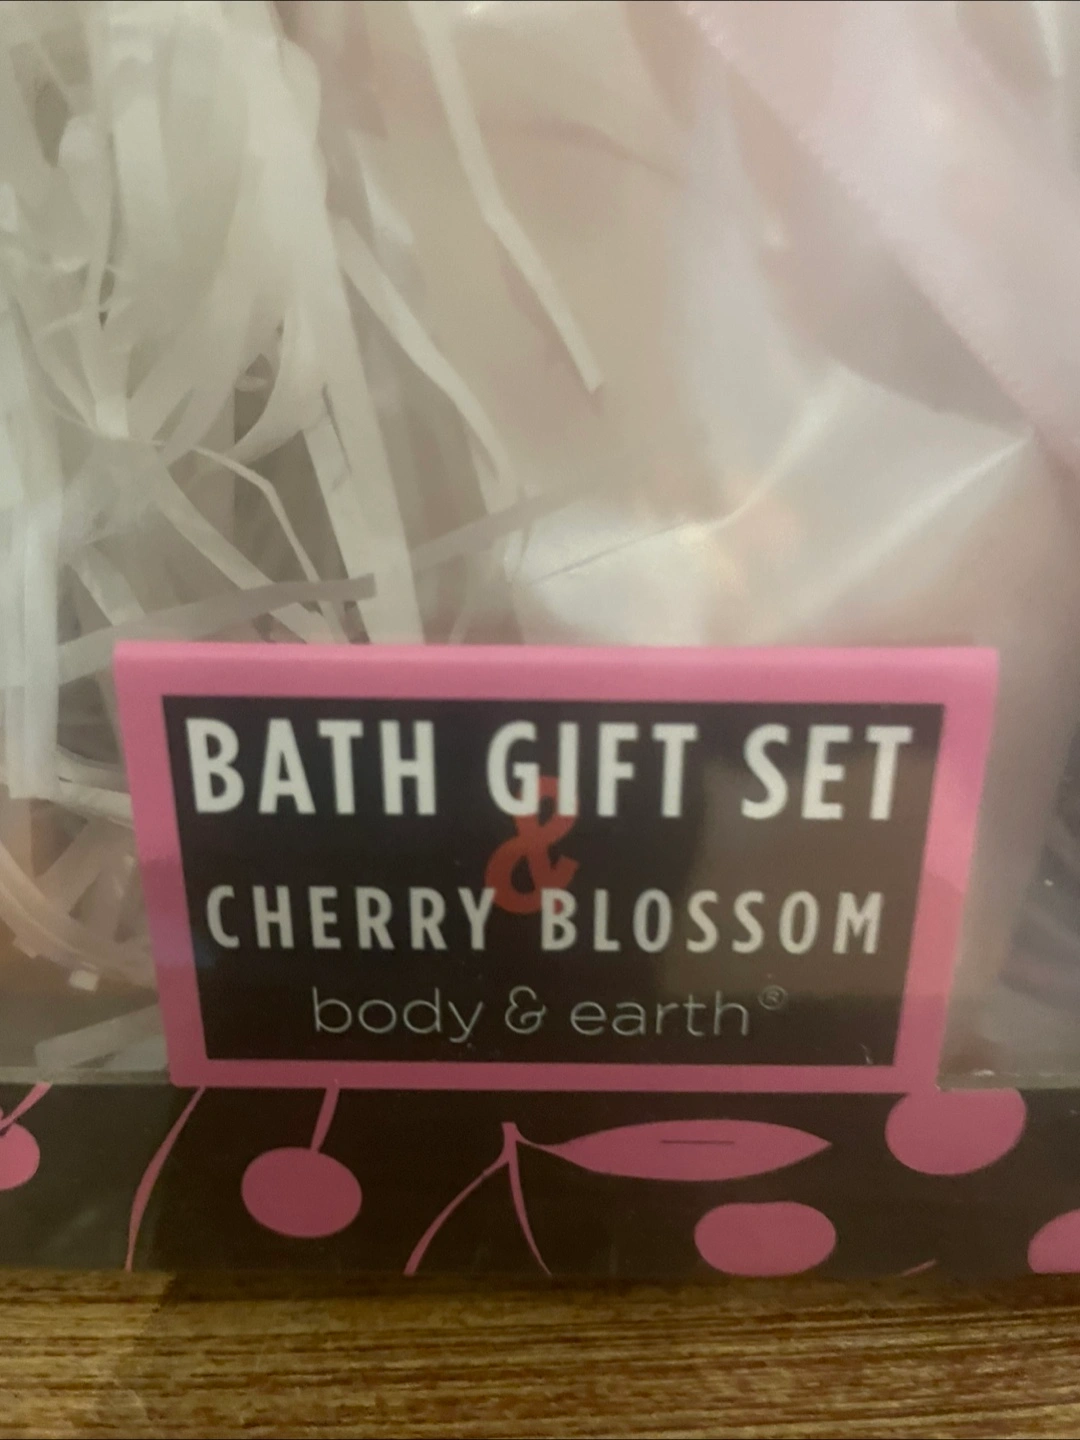 BATH GIFT SET
&
CHERRY BLOSSOM
body & earth®